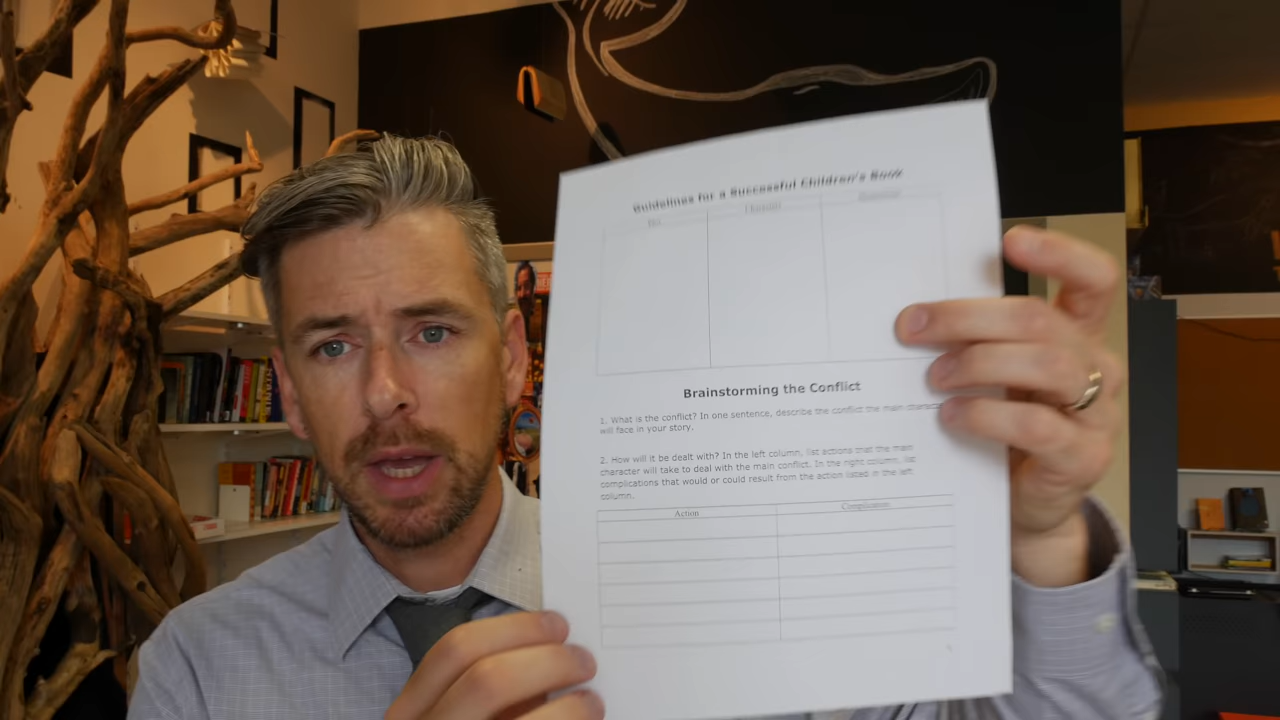 Guidelines for a Successful Children's Book
Brainstorming the Conflict
1. What is the conflict? In one sentence, describe the conflict the main character
will face in your story.
2. How will it be dealt with? In the left column, list actions that the main
character will take to deal with the main conflict. In the right column, list
complications that would or could result from the action listed in the left
column.
Action Complication